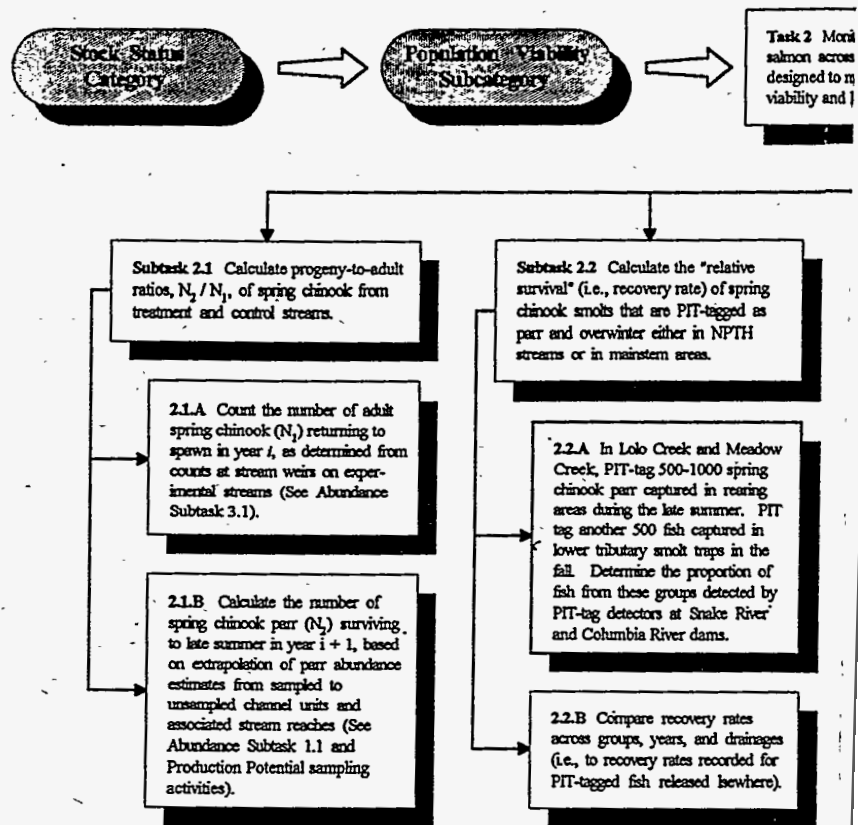 Stock Status
Category
Population Viability
Subcategory
Task 2 Moni
salmon across
designed to m
viability and
Subtask 2.1 Calculate progeny-to-adult
ratios, N₂ / N₁, of spring chinook from
treatment and control streams.
2.1.A Count the number of adult
spring chinook (N₁) returning to
spawn in year i, as determined from
counts at stream weirs on exper-
imental streams (See Abundance
Subtask 3.1).
2.1.B Calculate the number of
spring chinook parr (N₂) surviving
to late summer in year i + 1, based
on extrapolation of parr abundance
estimates from sampled to
unsampled channel units and
associated stream reaches (See
Abundance Subtask 1.1 and
Production Potential sampling
activities).
Subtask 2.2 Calculate the "relative
survival" (i.e., recovery rate) of spring
chinook smolts that are PIT-tagged as
parr and overwinter either in NPTH
streams or in mainstem areas.
2.2.A In Lolo Creek and Meadow
Creek, PIT-tag 500-1000 spring
chinook parr captured in rearing
areas during the late summer. PIT
tag another 500 fish captured in
lower tributary smolt traps in the
fall. Determine the proportion of
fish from these groups detected by
PIT-tag detectors at Snake River
and Columbia River dams.
2.2.B Compare recovery rates
across groups, years, and drainages
(i.e., to recovery rates recorded for
PIT-tagged fish released lsewhere).